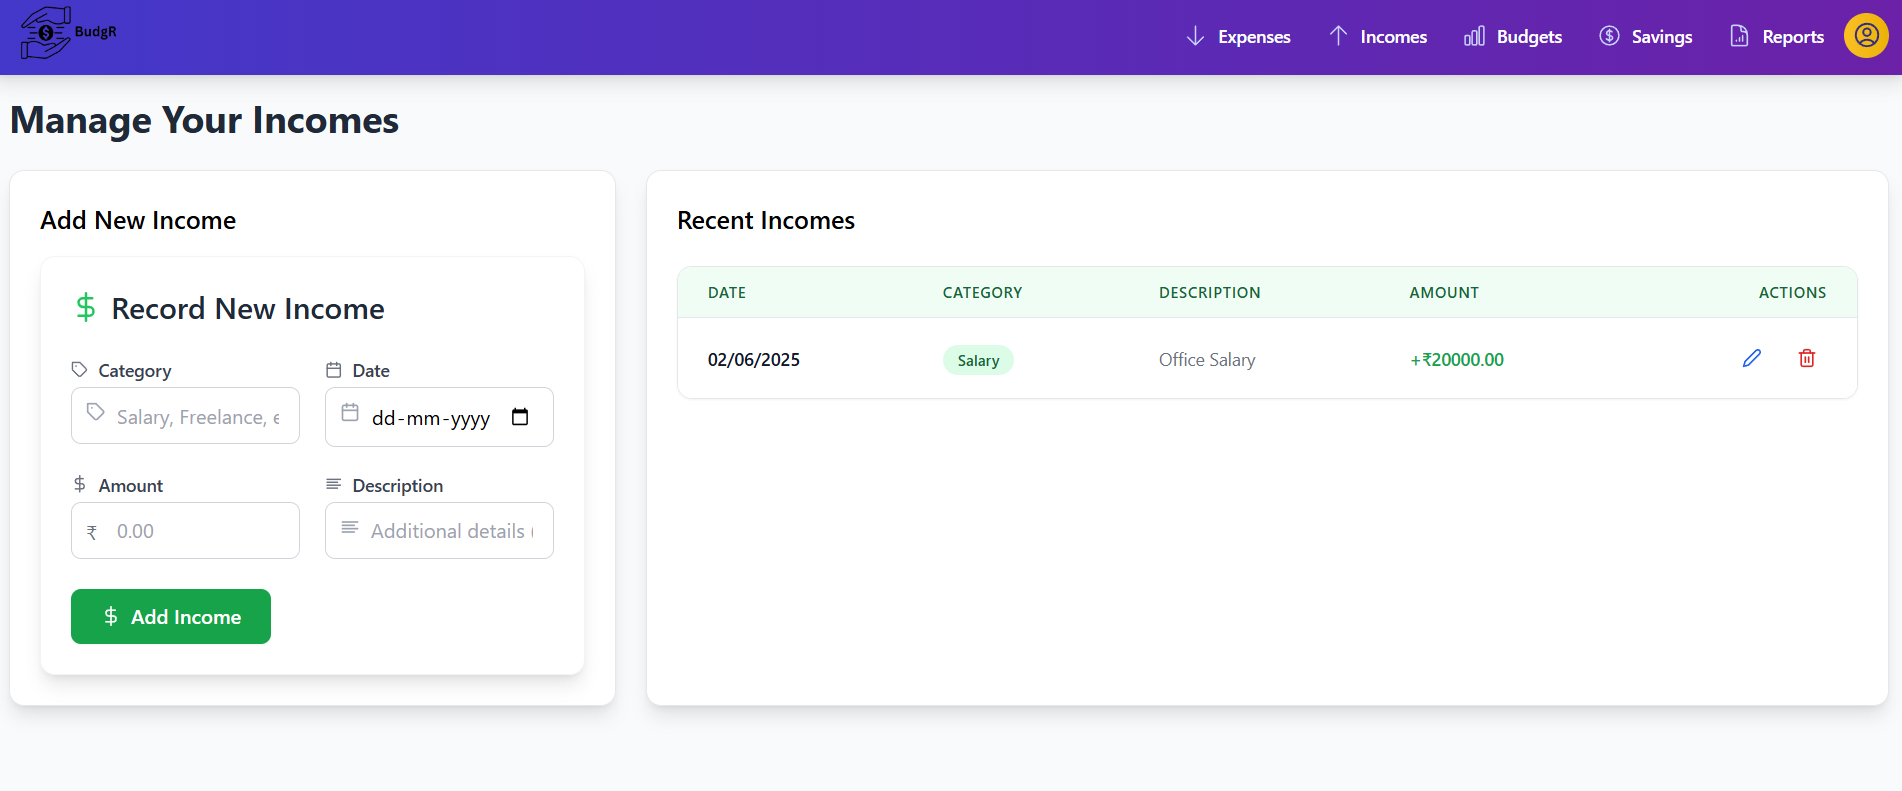 BudgR
Expenses Incomes Budgets Savings Reports
Manage Your Incomes
Add New Income
$ Record New Income
Category
Salary, Freelance, e
Date
dd-mm-yyyy
$ Amount
₹ 0.00
Description
Additional details (
$ Add Income
Recent Incomes
DATE CATEGORY DESCRIPTION AMOUNT ACTIONS
02/06/2025 Salary Office Salary +₹20000.00